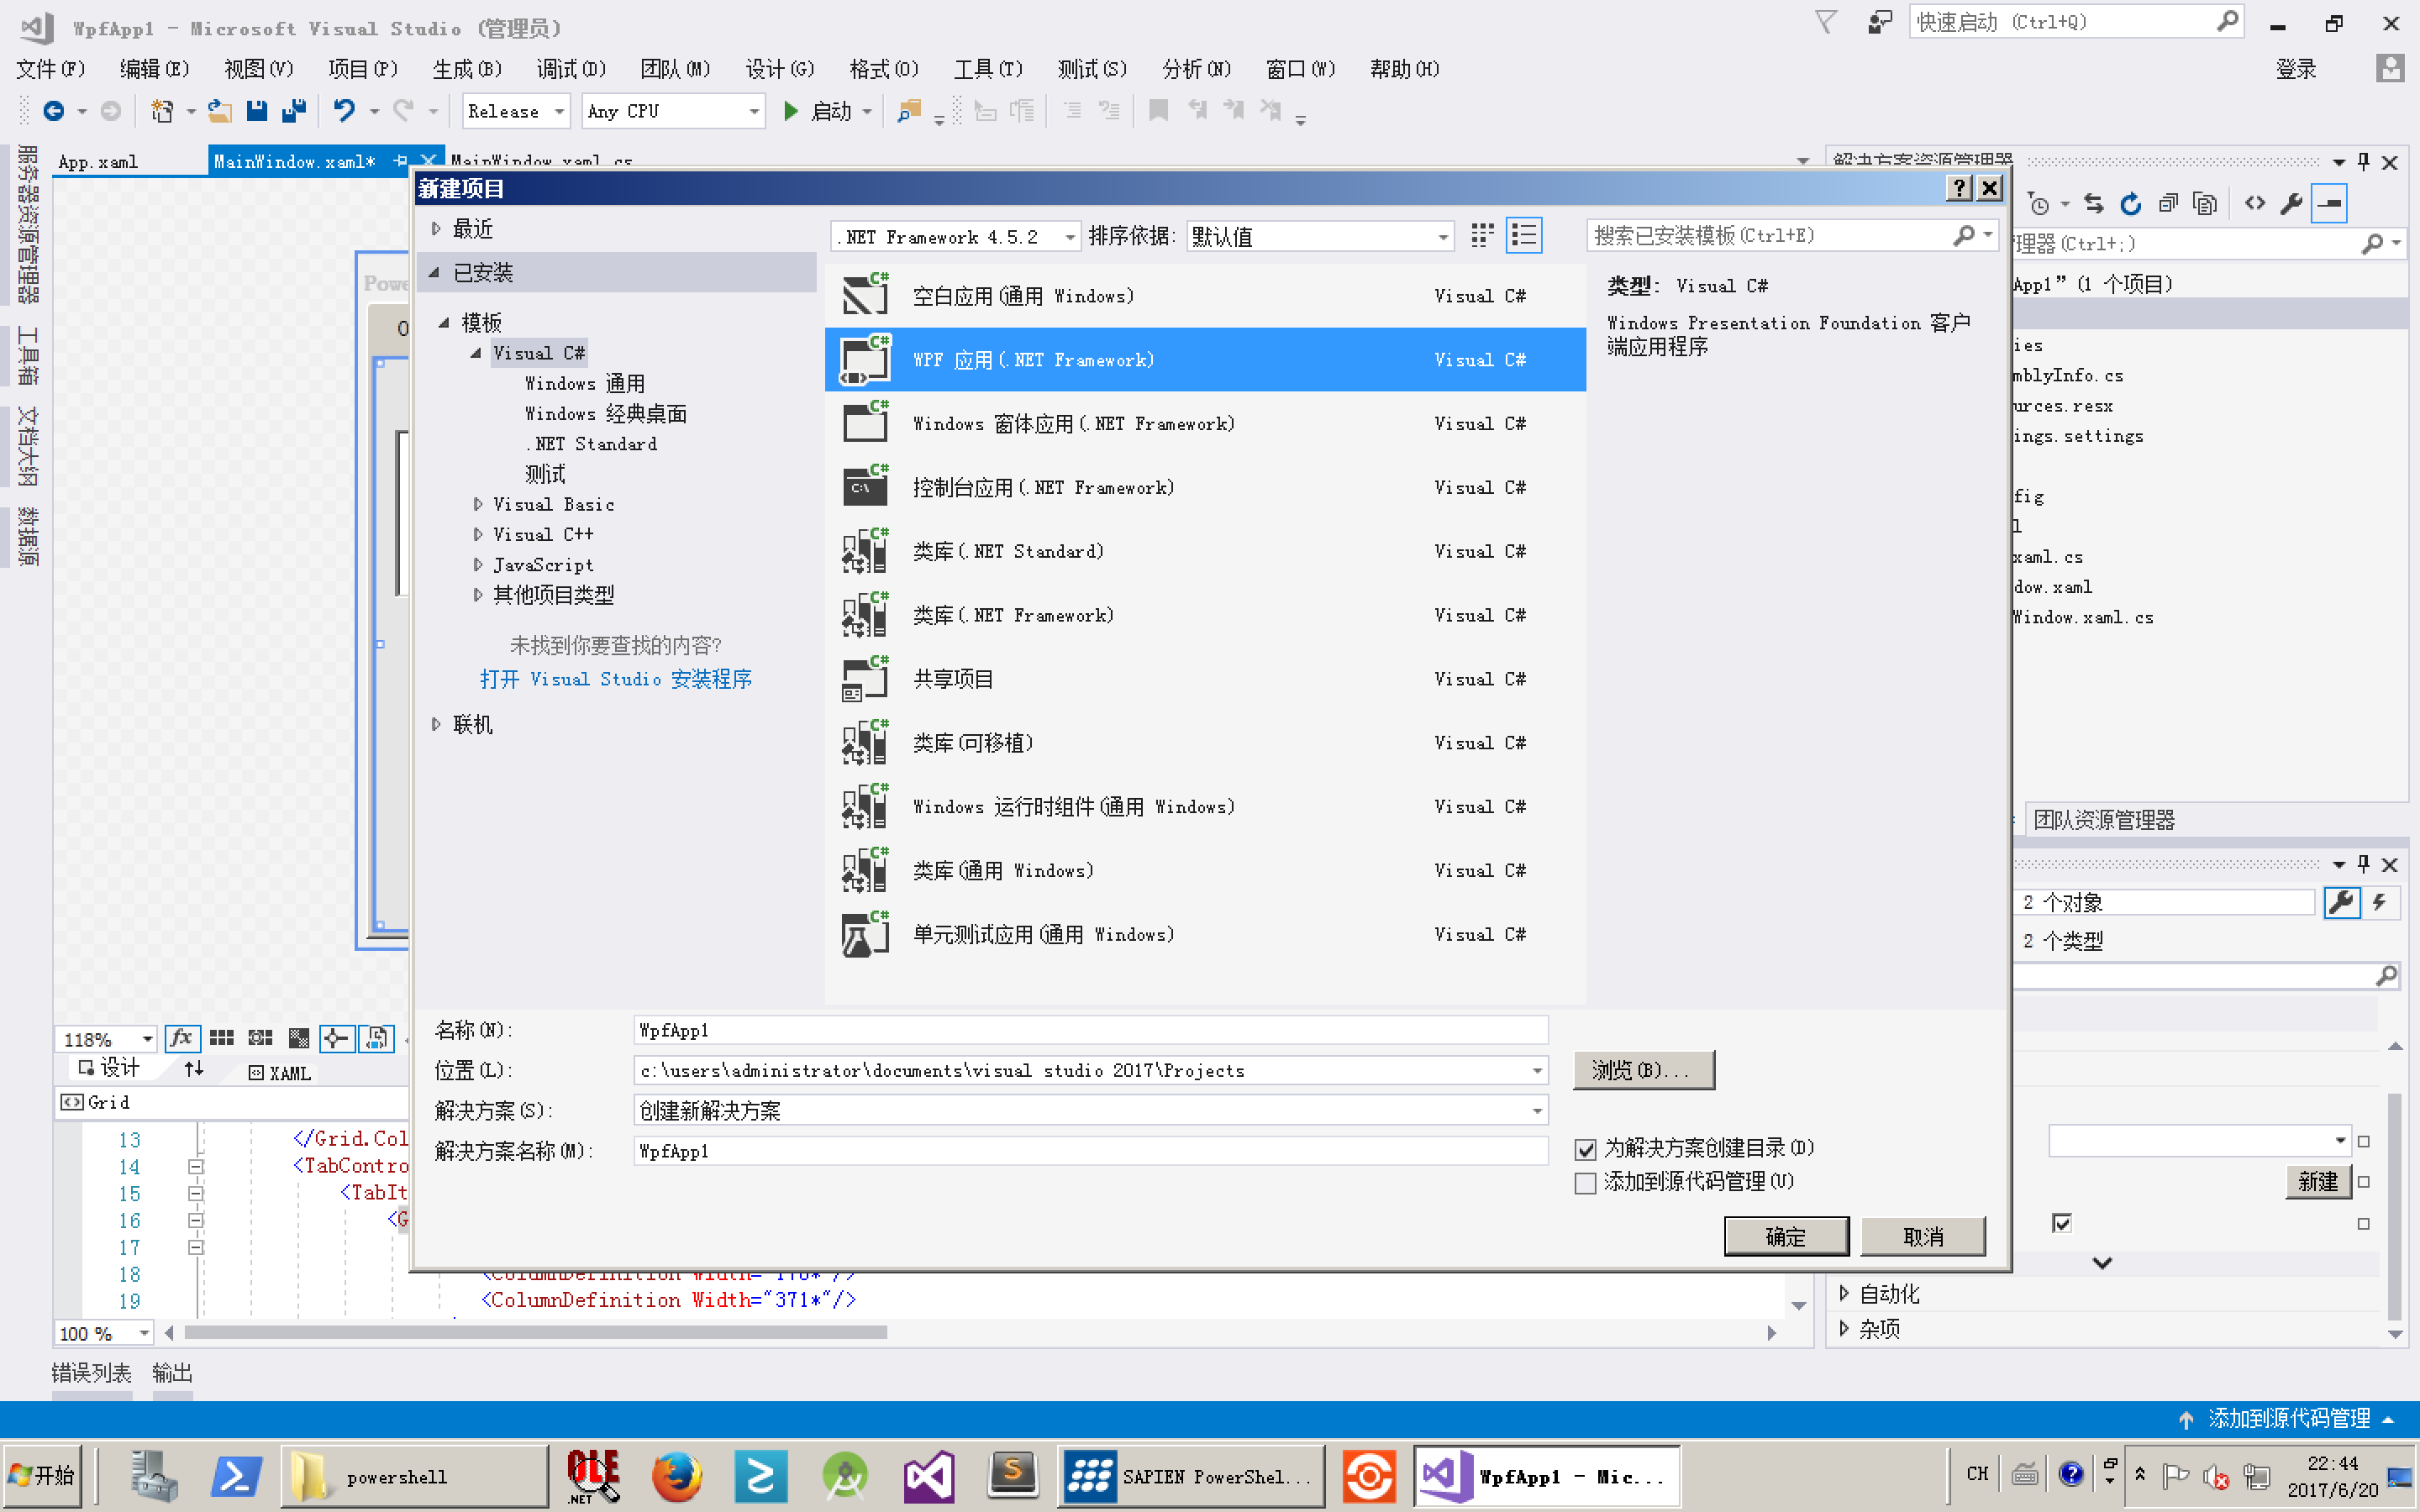 WpfApp1 - Microsoft Visual Studio (管理员)
快速启动 (Ctrl+Q)
文件(F) 编辑(E) 视图(V) 项目(P) 生成(B) 调试(D) 团队(M) 设计(G) 格式(O) 工具(T) 测试(S) 分析(N) 窗口(W) 帮助(H)
登录
Release Any CPU 启动
服务器资源管理器
工具箱
文档大纲
数据源
App.xaml MainWindow.xaml* MainWindow.xaml.cs
解决方案资源管理器
新建项目
最近
已安装
模板
Visual C#
Windows 通用
Windows 经典桌面
.NET Standard
测试
Visual Basic
Visual C++
JavaScript
其他项目类型
未找到你要查找的内容?
打开 Visual Studio 安装程序
联机
.NET Framework 4.5.2 排序依据: 默认值
搜索已安装模板(Ctrl+E)
空白应用(通用 Windows) Visual C#
WPF 应用(.NET Framework) Visual C#
Windows 窗体应用(.NET Framework) Visual C#
控制台应用(.NET Framework) Visual C#
类库(.NET Standard) Visual C#
类库(.NET Framework) Visual C#
共享项目 Visual C#
类库(可移植) Visual C#
Windows 运行时组件(通用 Windows) Visual C#
类库(通用 Windows) Visual C#
单元测试应用(通用 Windows) Visual C#
类型: Visual C#
Windows Presentation Foundation 客户
端应用程序
名称(N): WpfApp1
位置(L): c:\users\administrator\documents\visual studio 2017\Projects
浏览(B)...
解决方案(S): 创建新解决方案
解决方案名称(M): WpfApp1
为解决方案创建目录(D)
添加到源代码管理(U)
确定 取消
理器(Ctrl+;)
App1”(1 个项目)
ies
mblyInfo.cs
urces.resx
ings.settings
fig
l
xaml.cs
dow.xaml
Window.xaml.cs
团队资源管理器
2 个对象
2 个类型
新建
自动化
杂项
Powe
O
118%
设计 XAML
Grid
13 </Grid.Col
14 <TabContro
15 <TabIt
16 <G
17
18 <ColumnDefinition Width="178*"/>
19 <ColumnDefinition Width="371*"/>
100 %
错误列表 输出
添加到源代码管理
开始
powershell
SAPIEN PowerShel...
WpfApp1 - Mic...
CH
22:44
2017/6/20